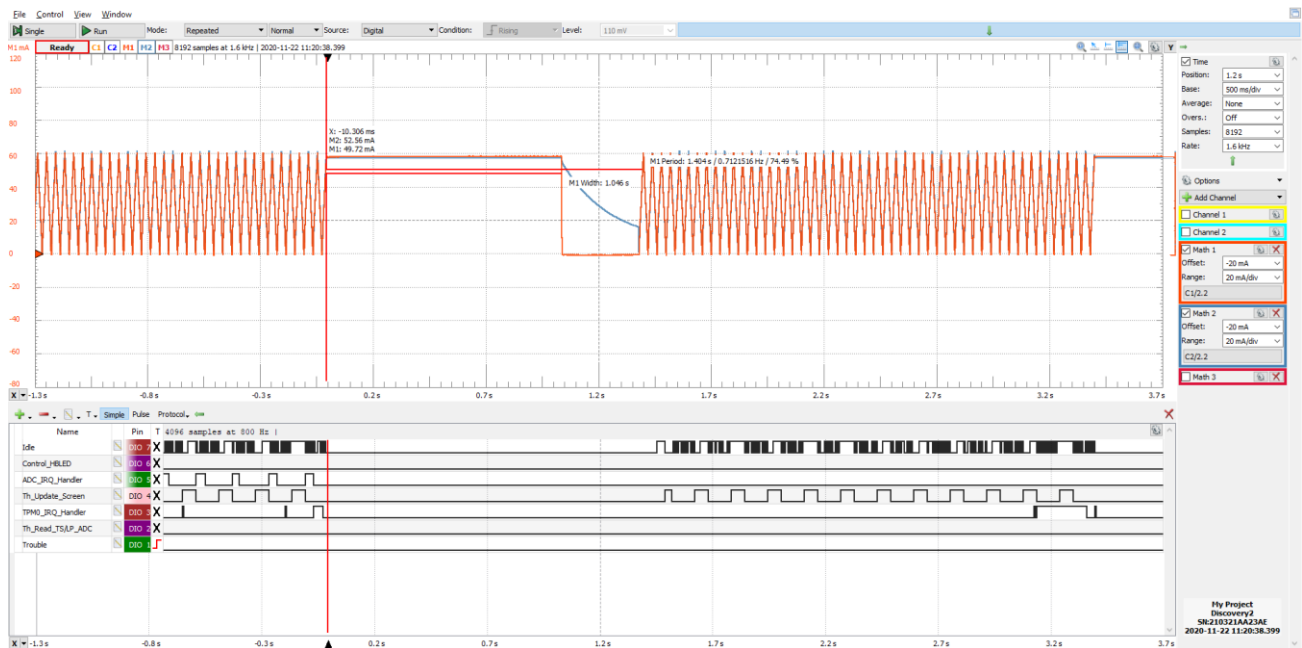 File Control View Window
Single Run Mode: Repeated Normal Source: Digital Condition: Rising Level: 110 mV
M1 mA Ready C1 C2 M1 M2 M3 8192 samples at 1.6 kHz | 2020-11-22 11:20:38.399 Y
120
100
80
60
40
20
0
-20
-40
-60
-80
X: -10.306 ms
M2: 52.56 mA
M1: 49.72 mA
M1 Period: 1.404 s / 0.7121516 Hz / 74.49 %
M1 Width: 1.046 s
X -1.3 s -0.8 s -0.3 s 0.2 s 0.7 s 1.2 s 1.7 s 2.2 s 2.7 s 3.2 s 3.7 s
Time
Position: 1.2 s
Base: 500 ms/div
Average: None
Overs.: Off
Samples: 8192
Rate: 1.6 kHz
Options
Add Channel
Channel 1
Channel 2
Math 1
Offset: -20 mA
Range: 20 mA/div
C1/2.2
Math 2
Offset: -20 mA
Range: 20 mA/div
C2/2.2
Math 3
T Simple Pulse Protocol
Name Pin T 4096 samples at 800 Hz |
Idle DIO 7 X
Control_HBLED DIO 6 X
ADC_IRQ_Handler DIO 5 X
Th_Update_Screen DIO 4 X
TPM0_IRQ_Handler DIO 3 X
Th_Read_TS/LP_ADC DIO 2 X
Trouble DIO 1
X -1.3 s -0.8 s -0.3 s 0.2 s 0.7 s 1.2 s 1.7 s 2.2 s 2.7 s 3.2 s 3.7 s
My Project
Discovery2
SN:210321AA23AE
2020-11-22 11:20:38.399